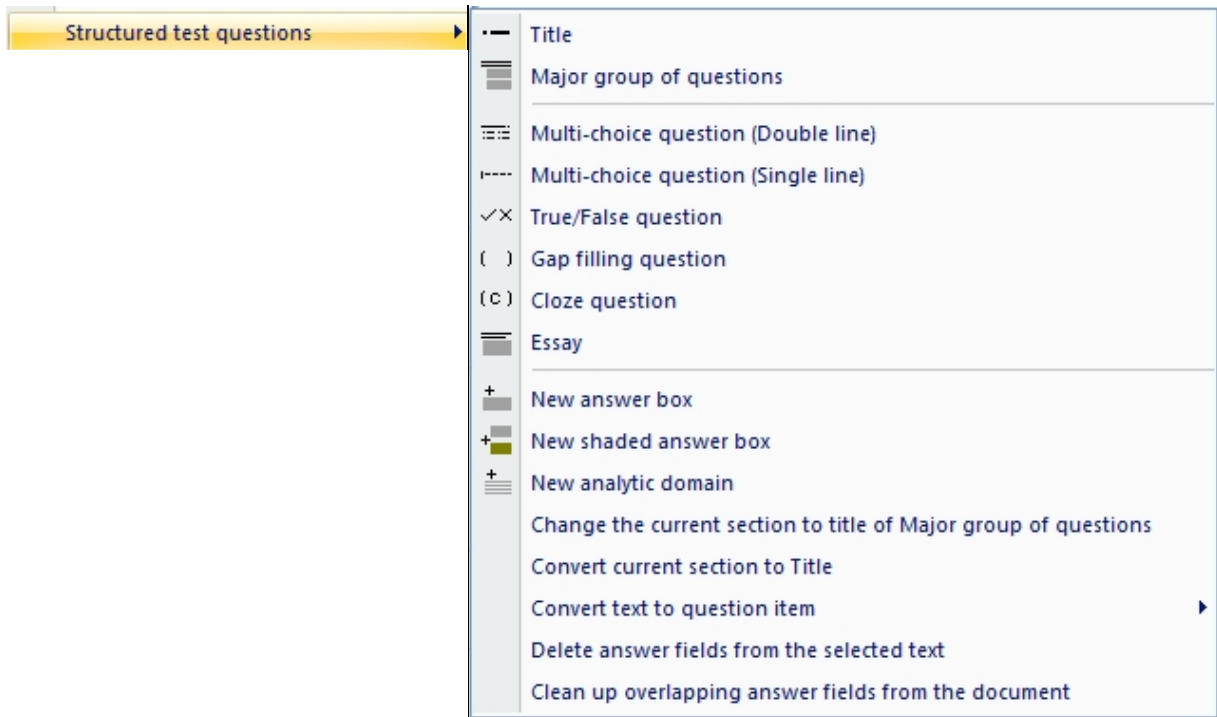 Structured test questions
Title
Major group of questions
Multi-choice question (Double line)
Multi-choice question (Single line)
True/False question
Gap filling question
(C) Cloze question
Essay
New answer box
New shaded answer box
New analytic domain
Change the current section to title of Major group of questions
Convert current section to Title
Convert text to question item
Delete answer fields from the selected text
Clean up overlapping answer fields from the document